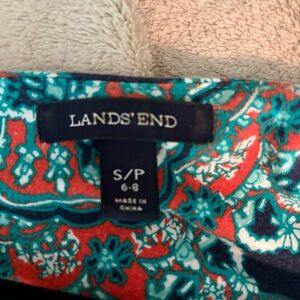 LANDS' END
S/P
6-8
MADE IN
CHINA